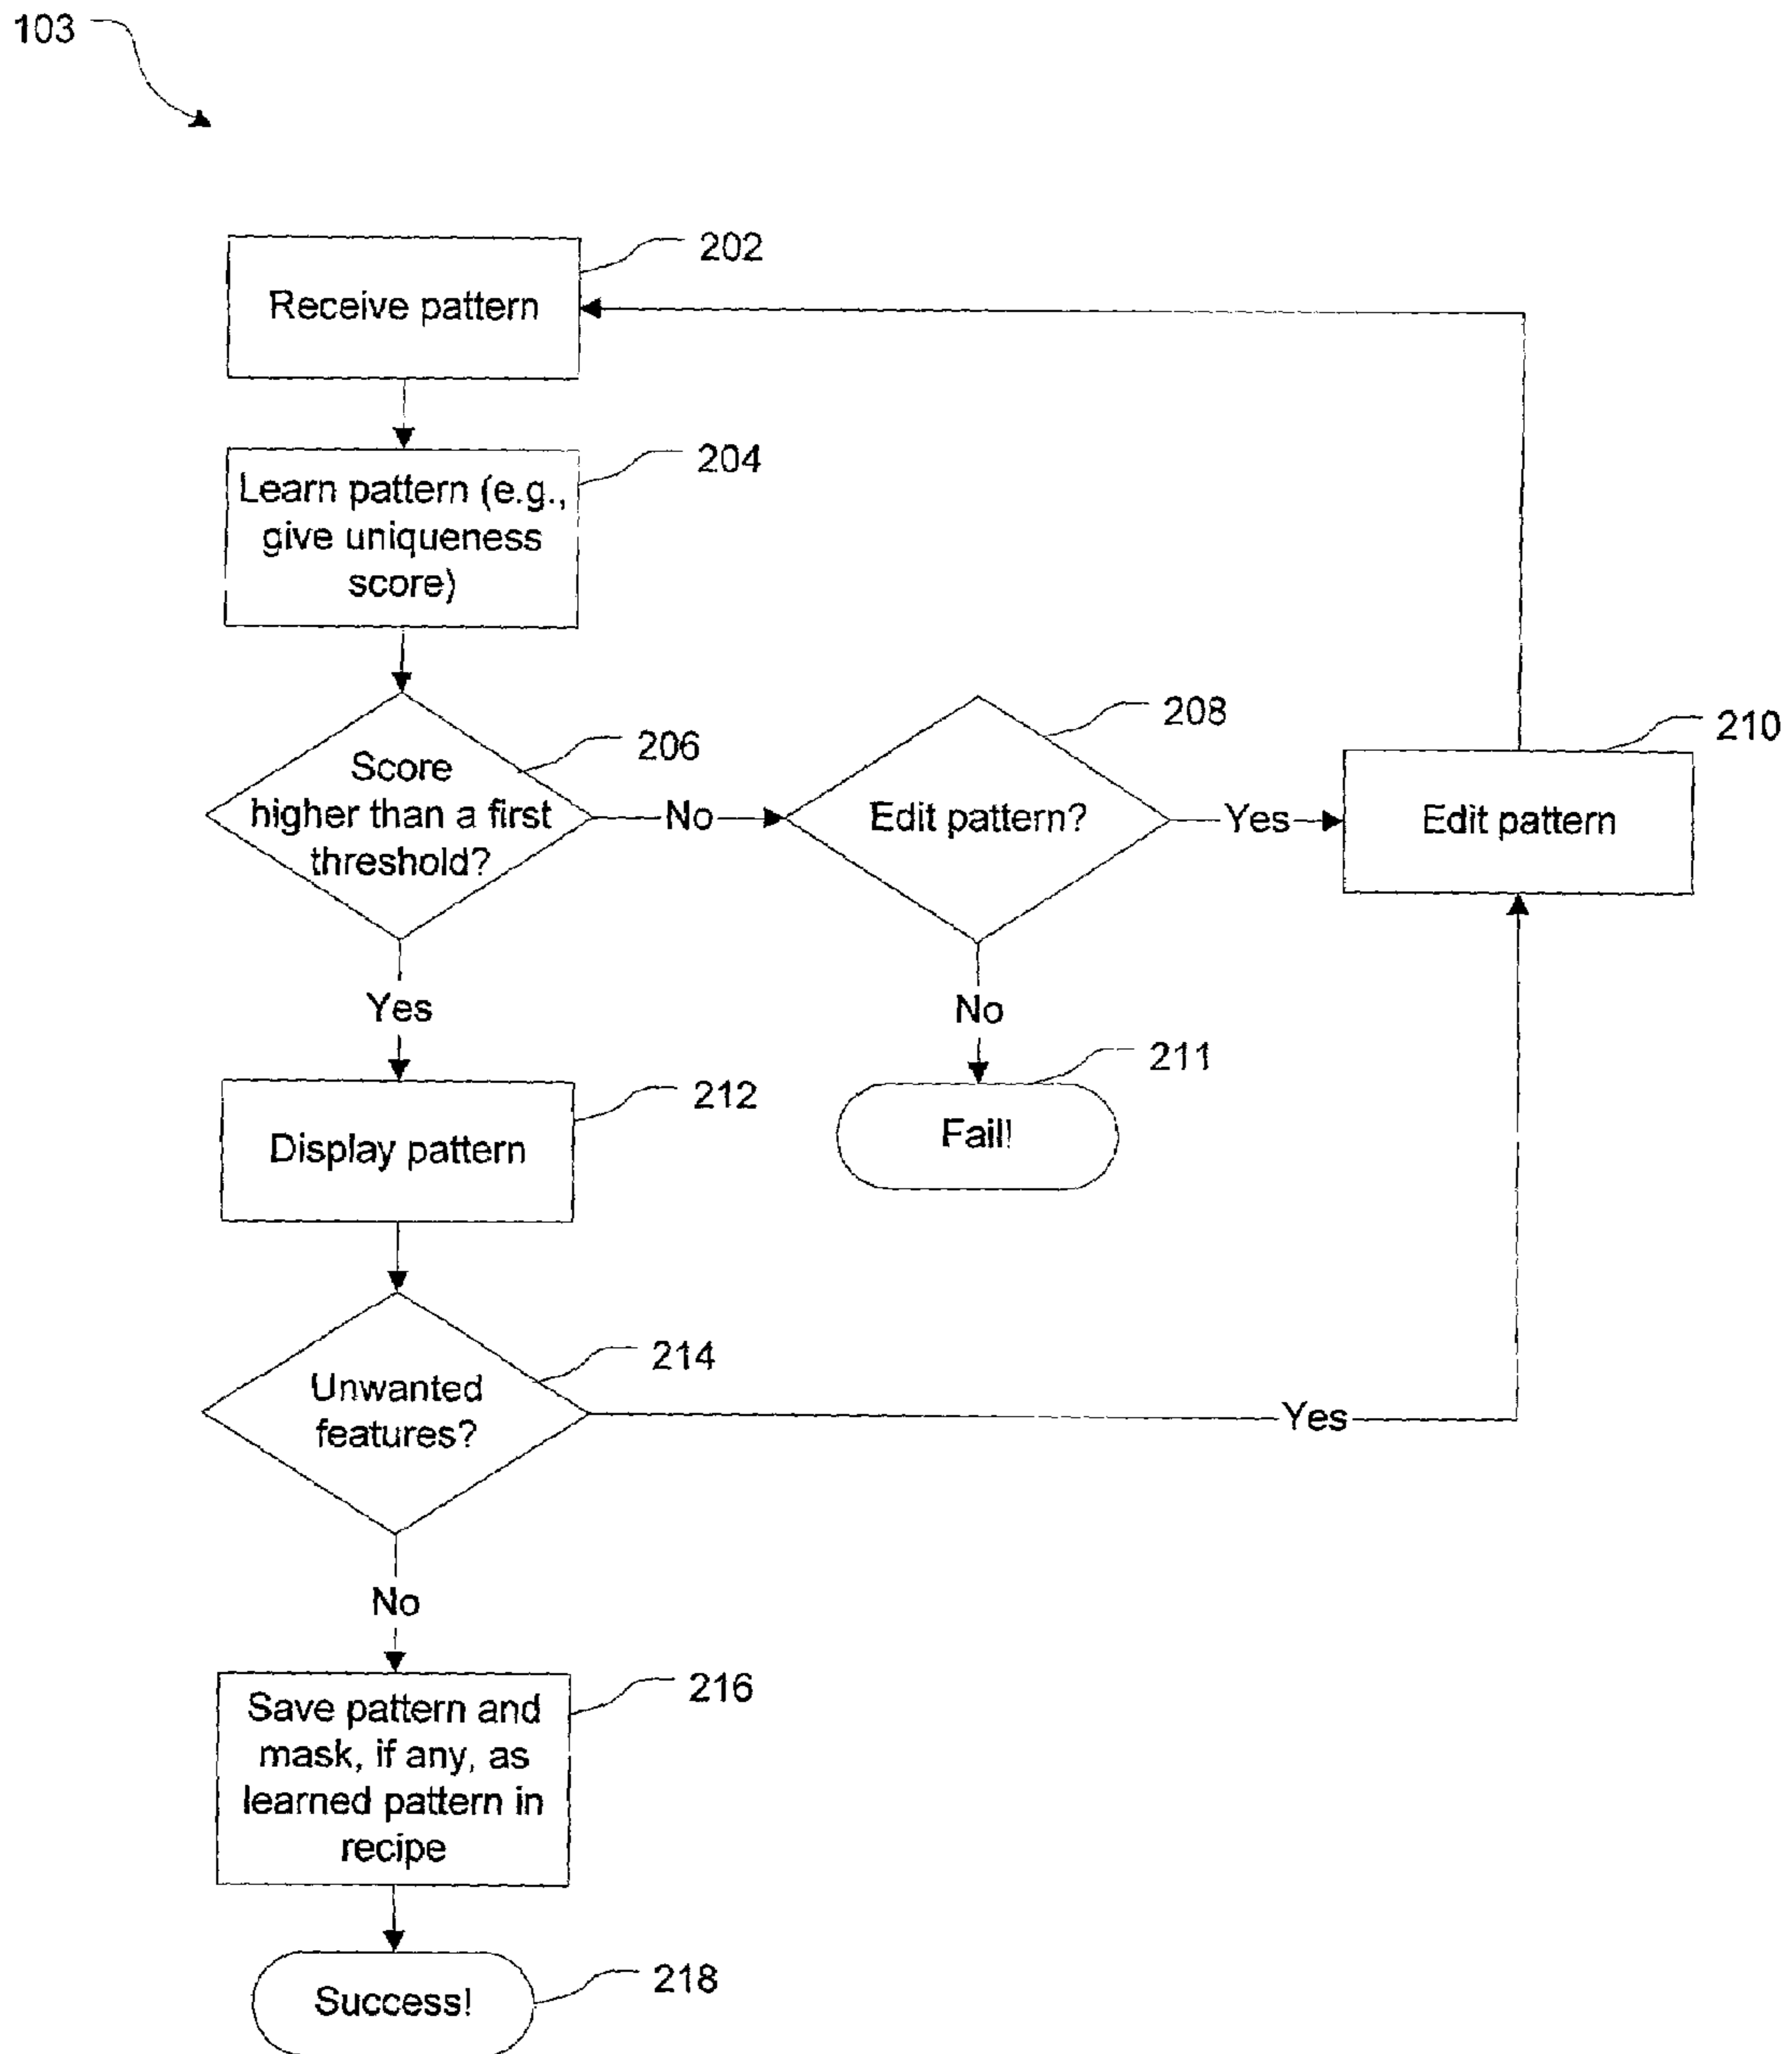 103
202
Receive pattern
204
Learn pattern (e.g.,
give uniqueness
score)
206
Score
higher than a first
threshold?
No
208
Edit pattern?
Yes
210
Edit pattern
Yes
No
211
Fail!
212
Display pattern
214
Unwanted
features?
Yes
No
216
Save pattern and
mask, if any, as
learned pattern in
recipe
218
Success!